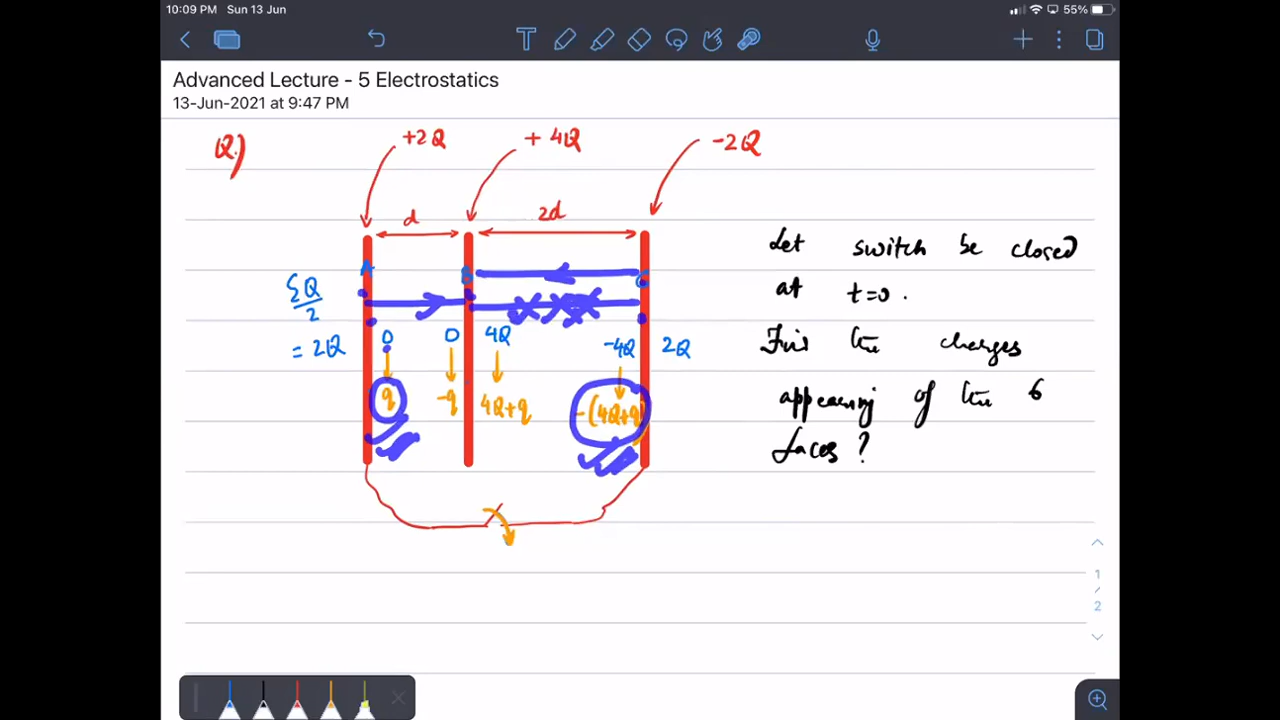 10:09 PM Sun 13 Jun
55%
Advanced Lecture - 5 Electrostatics
13-Jun-2021 at 9:47 PM
Q.)
+2Q
+ 4Q
-2Q
d
2d
A
B
C
ΣQ/2
= 2Q
0
0
4Q
-4Q
2Q
q
-q
4Q+q
-(4Q+q)
Let switch be closed
at t=0.
Find the charges
appearing of the 6
faces?
1
2